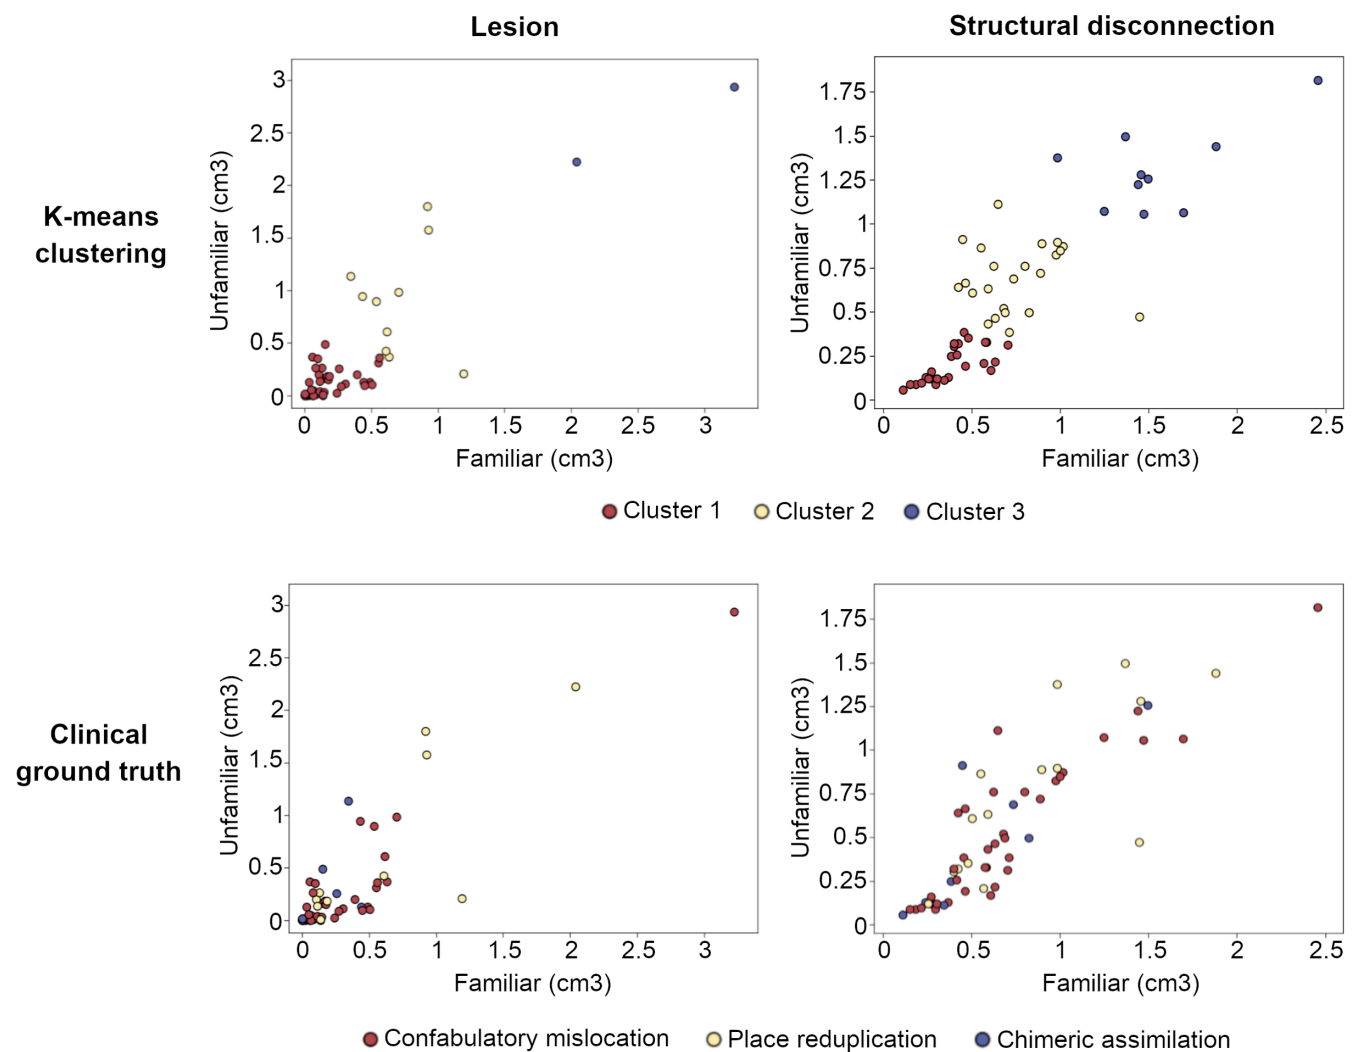 Lesion
Structural disconnection
K-means
clustering
Unfamiliar (cm3)
3
2.5
2
1.5
1
0.5
0
0 0.5 1 1.5 2 2.5 3
Familiar (cm3)
Unfamiliar (cm3)
1.75
1.5
1.25
1
0.75
0.5
0.25
0
0 0.5 1 1.5 2 2.5
Familiar (cm3)
Cluster 1 Cluster 2 Cluster 3
Clinical
ground truth
Unfamiliar (cm3)
3
2.5
2
1.5
1
0.5
0
0 0.5 1 1.5 2 2.5 3
Familiar (cm3)
Unfamiliar (cm3)
1.75
1.5
1.25
1
0.75
0.5
0.25
0
0 0.5 1 1.5 2 2.5
Familiar (cm3)
Confabulatory mislocation Place reduplication Chimeric assimilation